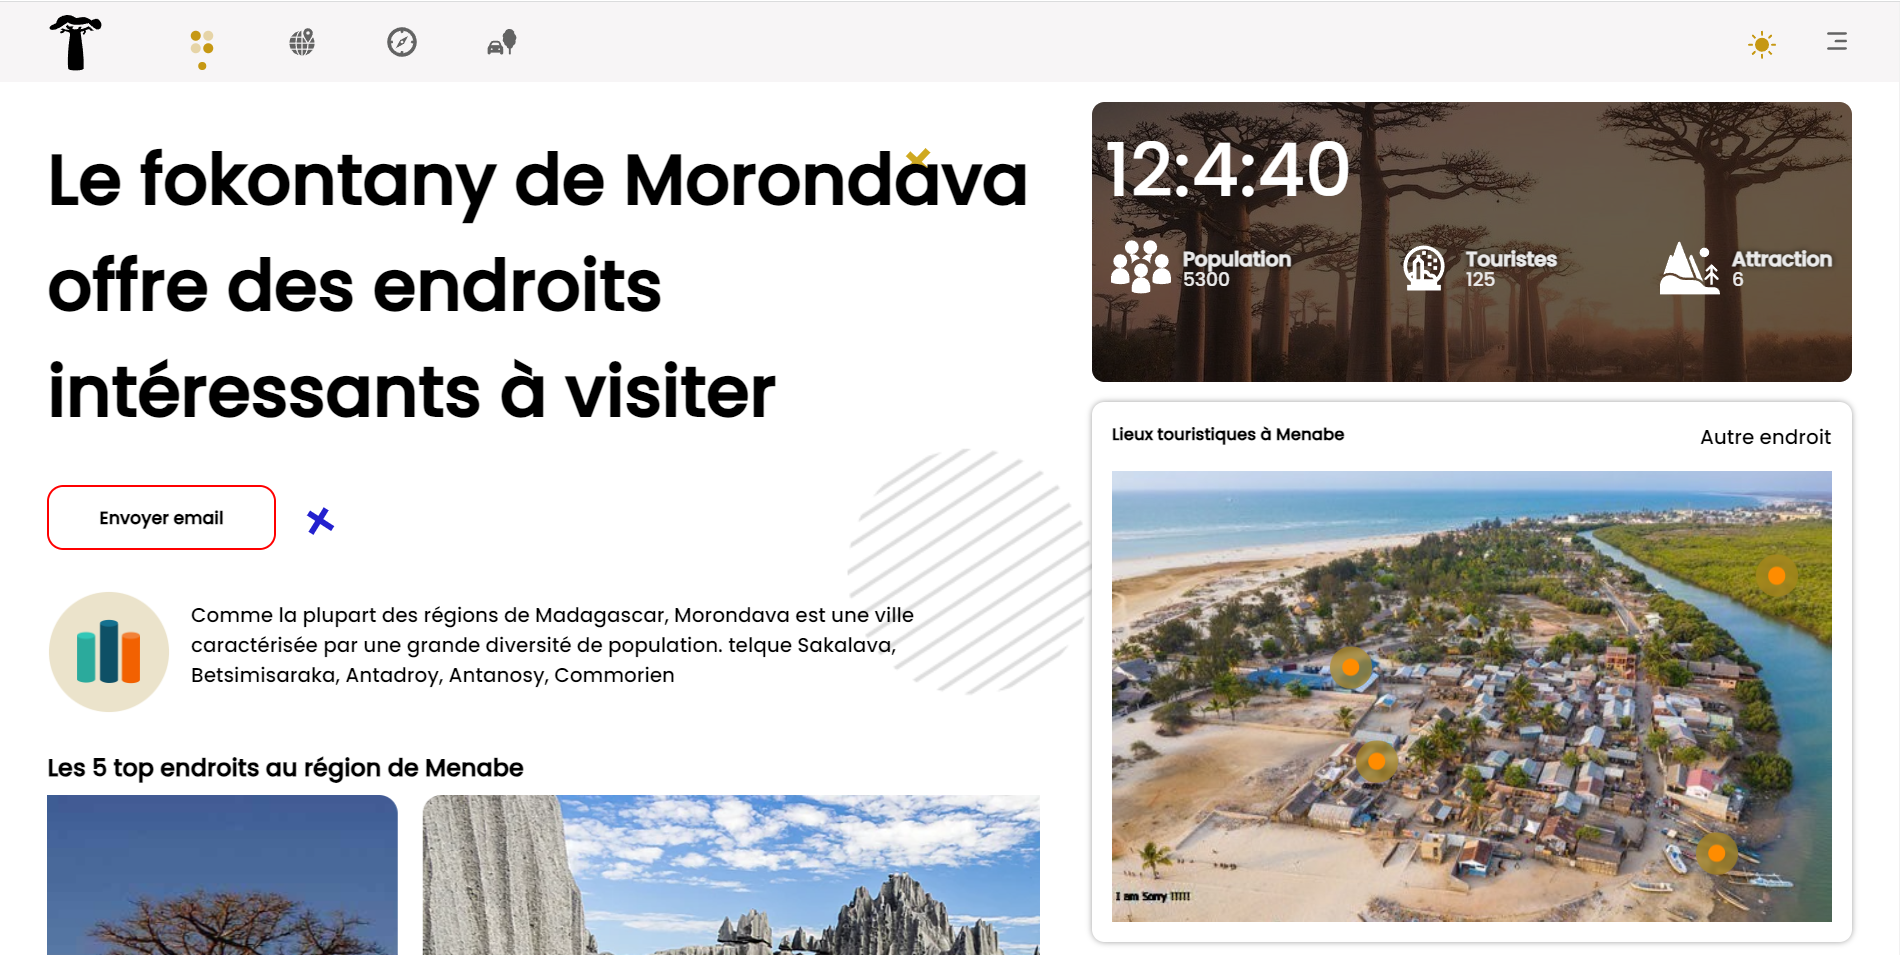 Le fokontany de Morondava
offre des endroits
intéressants à visiter
Envoyer email
Comme la plupart des régions de Madagascar, Morondava est une ville
caractérisée par une grande diversité de population. telque Sakalava,
Betsimisaraka, Antadroy, Antanosy, Commorien
Les 5 top endroits au région de Menabe
12:4:40
Population
5300
Touristes
125
Attraction
6
Lieux touristiques à Menabe
Autre endroit
I am Sorry !!!!!